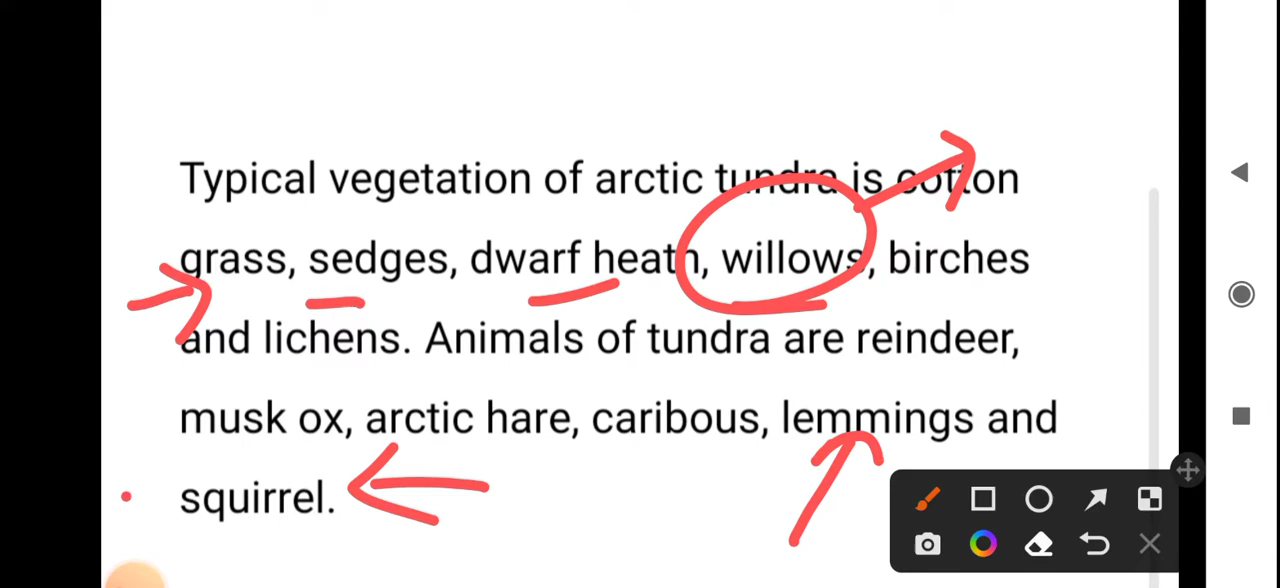 Typical vegetation of arctic tundra is cotton
grass, sedges, dwarf heath, willows, birches
and lichens. Animals of tundra are reindeer,
musk ox, arctic hare, caribous, lemmings and
squirrel.